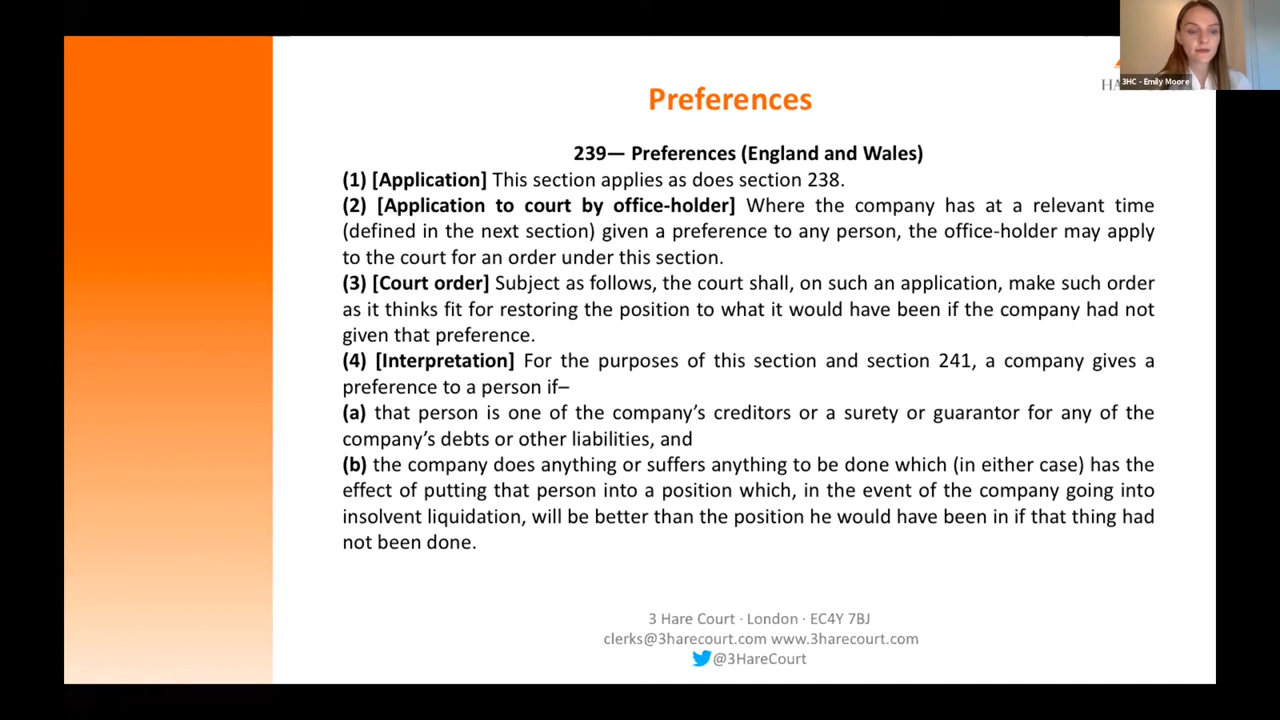 3HC - Emily Moore
Preferences
239— Preferences (England and Wales)
(1) [Application] This section applies as does section 238.
(2) [Application to court by office-holder] Where the company has at a relevant time
(defined in the next section) given a preference to any person, the office-holder may apply
to the court for an order under this section.
(3) [Court order] Subject as follows, the court shall, on such an application, make such order
as it thinks fit for restoring the position to what it would have been if the company had not
given that preference.
(4) [Interpretation] For the purposes of this section and section 241, a company gives a
preference to a person if–
(a) that person is one of the company’s creditors or a surety or guarantor for any of the
company’s debts or other liabilities, and
(b) the company does anything or suffers anything to be done which (in either case) has the
effect of putting that person into a position which, in the event of the company going into
insolvent liquidation, will be better than the position he would have been in if that thing had
not been done.
3 Hare Court · London · EC4Y 7BJ
clerks@3harecourt.com www.3harecourt.com
@3HareCourt